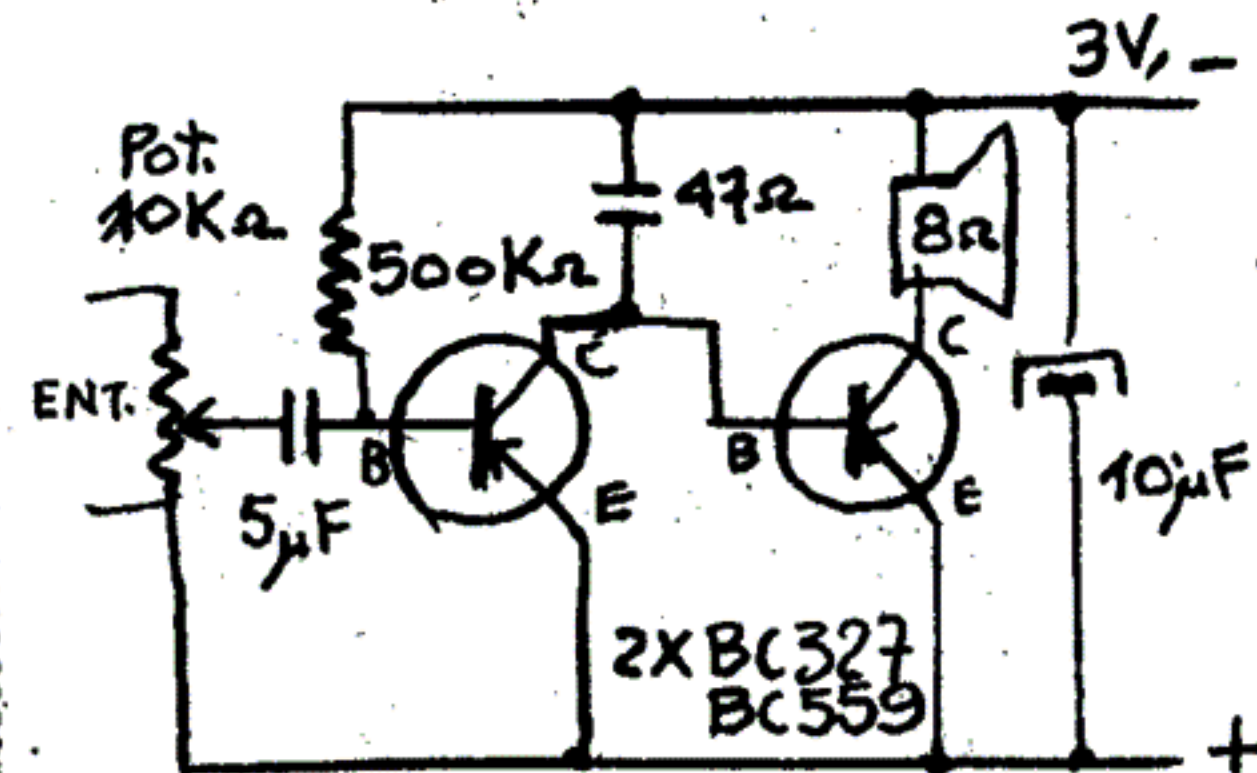 3V, -
Pot.
10KΩ
47Ω
8Ω
500KΩ
C
C
ENT.
B
B
E
E
5µF
10µF
2X BC327
BC559
+